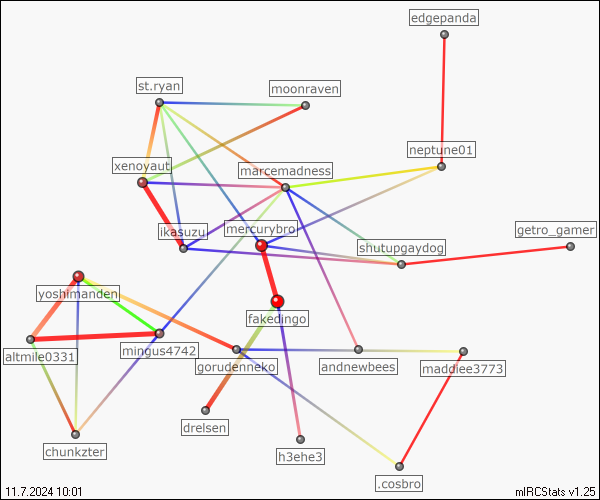 edgepanda
st.ryan
moonraven
neptune01
xenoyaut
marcemadness
ikasuzu
mercurybro
getro_gamer
shutupgaydog
yoshimanden
fakedingo
altmile0331
mingus4742
gorudenneko
andnewbees
maddiee3773
drelsen
chunkzter
h3ehe3
.cosbro
11.7.2024 10:01
mIRCStats v1.25